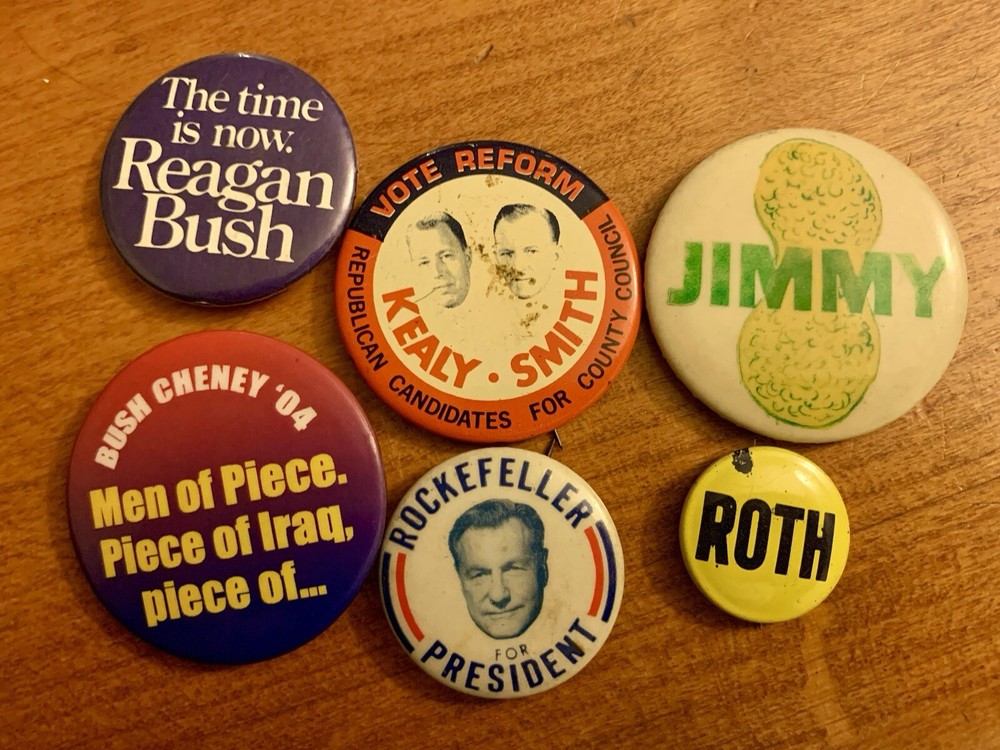 The time
is now.
Reagan
Bush
VOTE REFORM
KEALY • SMITH
REPUBLICAN CANDIDATES FOR COUNTY COUNCIL
JIMMY
BUSH CHENEY ‘04
Men of Piece.
Piece of Iraq,
piece of...
ROCKEFELLER
FOR
PRESIDENT
ROTH